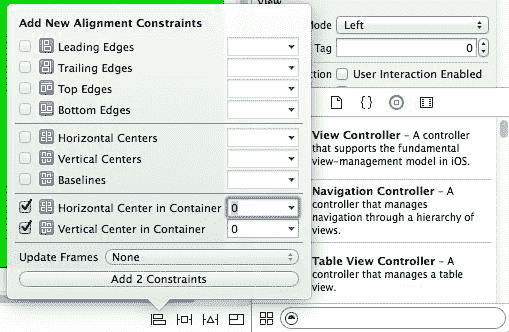 Add New Alignment Constraints
Leading Edges
Trailing Edges
Top Edges
Bottom Edges
Horizontal Centers
Vertical Centers
Baselines
Horizontal Center in Container 0
Vertical Center in Container 0
Update Frames None
Add 2 Constraints
View
Mode Left
Tag 0
ction User Interaction Enabled
View Controller – A controller
that supports the fundamental
view-management model in iOS.
Navigation Controller – A
controller that manages
navigation through a hierarchy of
views.
Table View Controller – A
controller that manages a table
view.